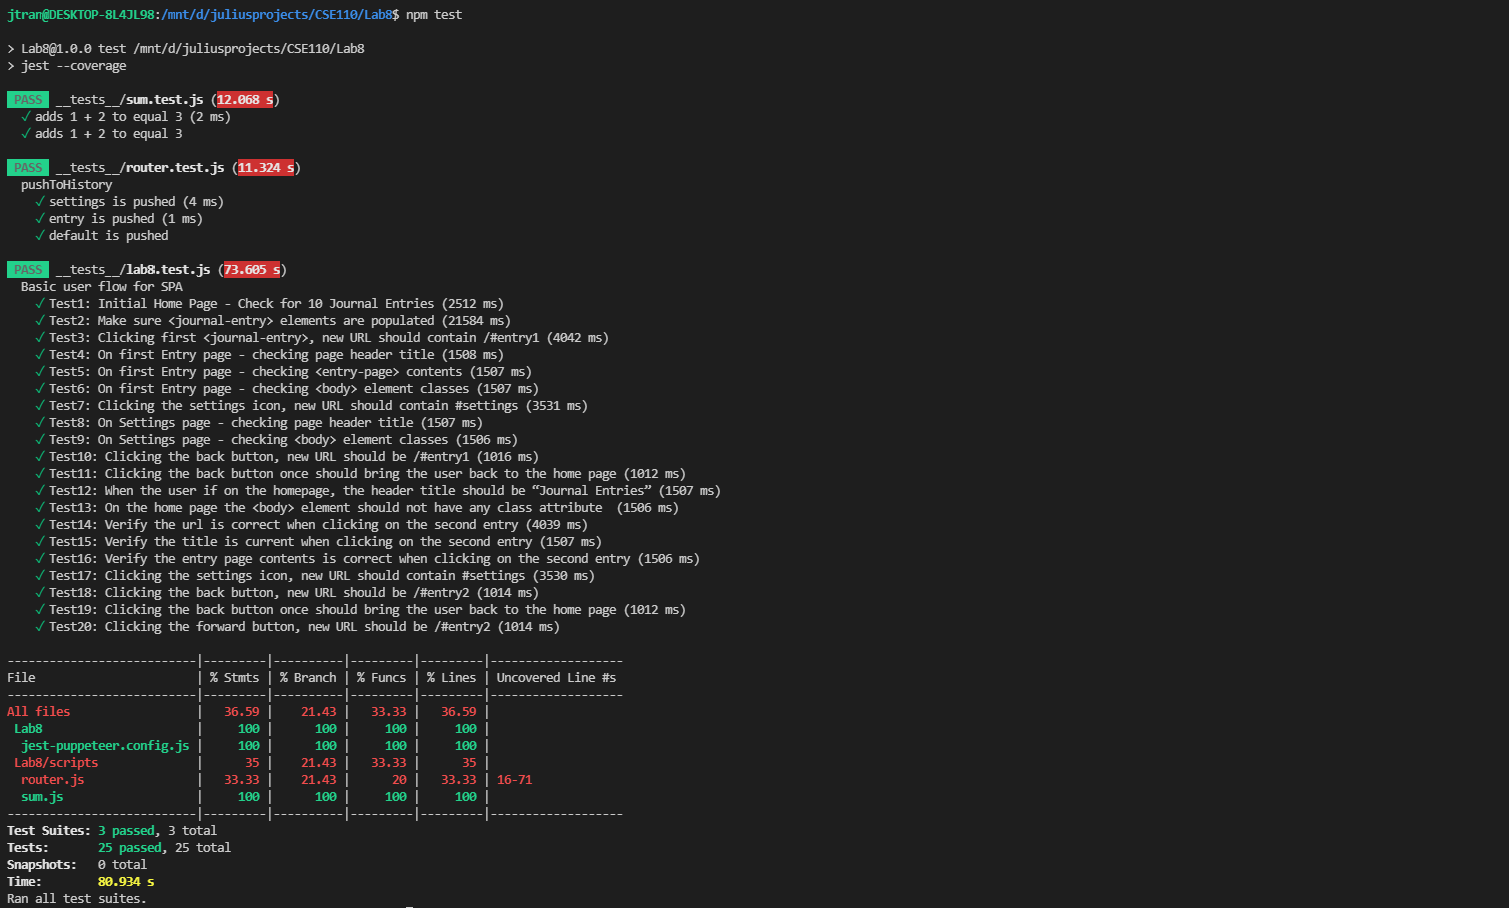 jtran@DESKTOP-8L4JL98:/mnt/d/juliusprojects/CSE110/Lab8$ npm test
> Lab8@1.0.0 test /mnt/d/juliusprojects/CSE110/Lab8
> jest --coverage
PASS __tests__/sum.test.js (12.068 s)
✓ adds 1 + 2 to equal 3 (2 ms)
✓ adds 1 + 2 to equal 3
PASS __tests__/router.test.js (11.324 s)
pushToHistory
✓ settings is pushed (4 ms)
✓ entry is pushed (1 ms)
✓ default is pushed
PASS __tests__/lab8.test.js (73.605 s)
Basic user flow for SPA
✓ Test1: Initial Home Page - Check for 10 Journal Entries (2512 ms)
✓ Test2: Make sure <journal-entry> elements are populated (21584 ms)
✓ Test3: Clicking first <journal-entry>, new URL should contain /#entry1 (4042 ms)
✓ Test4: On first Entry page - checking page header title (1508 ms)
✓ Test5: On first Entry page - checking <entry-page> contents (1507 ms)
✓ Test6: On first Entry page - checking <body> element classes (1507 ms)
✓ Test7: Clicking the settings icon, new URL should contain #settings (3531 ms)
✓ Test8: On Settings page - checking page header title (1507 ms)
✓ Test9: On Settings page - checking <body> element classes (1506 ms)
✓ Test10: Clicking the back button, new URL should be /#entry1 (1016 ms)
✓ Test11: Clicking the back button once should bring the user back to the home page (1012 ms)
✓ Test12: When the user if on the homepage, the header title should be “Journal Entries” (1507 ms)
✓ Test13: On the home page the <body> element should not have any class attribute  (1506 ms)
✓ Test14: Verify the url is correct when clicking on the second entry (4039 ms)
✓ Test15: Verify the title is current when clicking on the second entry (1507 ms)
✓ Test16: Verify the entry page contents is correct when clicking on the second entry (1506 ms)
✓ Test17: Clicking the settings icon, new URL should contain #settings (3530 ms)
✓ Test18: Clicking the back button, new URL should be /#entry2 (1014 ms)
✓ Test19: Clicking the back button once should bring the user back to the home page (1012 ms)
✓ Test20: Clicking the forward button, new URL should be /#entry2 (1014 ms)
---------------------------|---------|----------|---------|---------|-------------------
File                       | % Stmts | % Branch | % Funcs | % Lines | Uncovered Line #s
---------------------------|---------|----------|---------|---------|-------------------
All files                  |   36.59 |    21.43 |   33.33 |   36.59 |
Lab8                      |     100 |      100 |     100 |     100 |
jest-puppeteer.config.js |     100 |      100 |     100 |     100 |
Lab8/scripts              |      35 |    21.43 |   33.33 |      35 |
router.js                |   33.33 |    21.43 |      20 |   33.33 | 16-71
sum.js                   |     100 |      100 |     100 |     100 |
---------------------------|---------|----------|---------|---------|-------------------
Test Suites: 3 passed, 3 total
Tests:       25 passed, 25 total
Snapshots:   0 total
Time:        80.934 s
Ran all test suites.